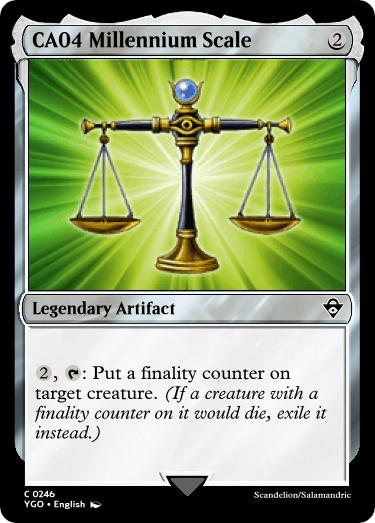 CA04 Millennium Scale 2
Legendary Artifact
2, T: Put a finality counter on
target creature. (If a creature with a
finality counter on it would die, exile it
instead.)
C 0246
YGO • English Scandelion/Salamandric